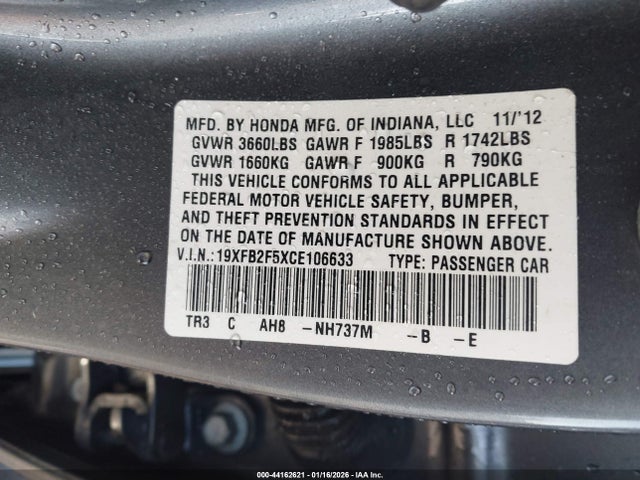 MFD. BY HONDA MFG. OF INDIANA, LLC 11/'12
GVWR 3660LBS GAWR F 1985LBS R 1742LBS
GVWR 1660KG GAWR F 900KG R 790KG
THIS VEHICLE CONFORMS TO ALL APPLICABLE
FEDERAL MOTOR VEHICLE SAFETY, BUMPER,
AND THEFT PREVENTION STANDARDS IN EFFECT
ON THE DATE OF MANUFACTURE SHOWN ABOVE.
V.I.N.:19XFB2F5XCE106633 TYPE: PASSENGER CAR
TR3 C AH8 -NH737M -B -E
000-44162621 - 01/16/2026 - IAA Inc.